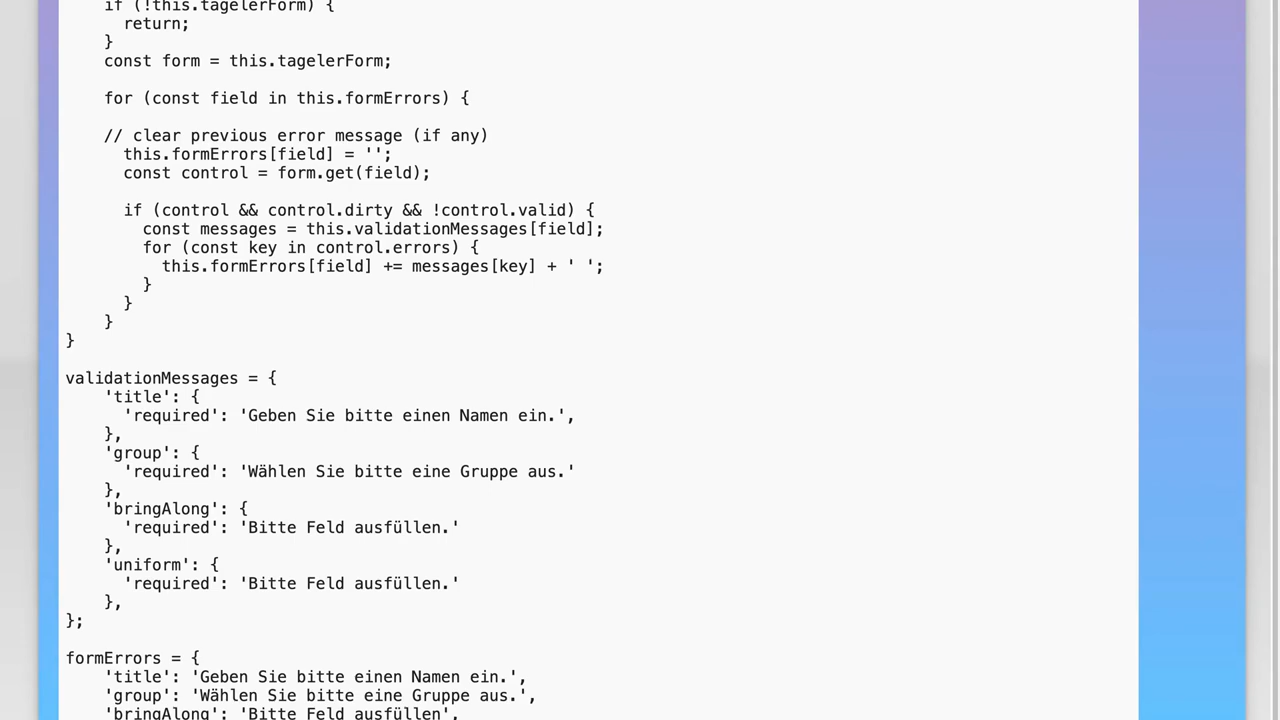 if (!this.tagelerForm) {
return;
}
const form = this.tagelerForm;
for (const field in this.formErrors) {
// clear previous error message (if any)
this.formErrors[field] = '';
const control = form.get(field);
if (control && control.dirty && !control.valid) {
const messages = this.validationMessages[field];
for (const key in control.errors) {
this.formErrors[field] += messages[key] + ' ';
}
}
}
}
validationMessages = {
'title': {
'required': 'Geben Sie bitte einen Namen ein.',
},
'group': {
'required': 'Wählen Sie bitte eine Gruppe aus.'
},
'bringAlong': {
'required': 'Bitte Feld ausfüllen.'
},
'uniform': {
'required': 'Bitte Feld ausfüllen.'
},
};
formErrors = {
'title': 'Geben Sie bitte einen Namen ein.',
'group': 'Wählen Sie bitte eine Gruppe aus.',
'bringAlong': 'Bitte Feld ausfüllen',